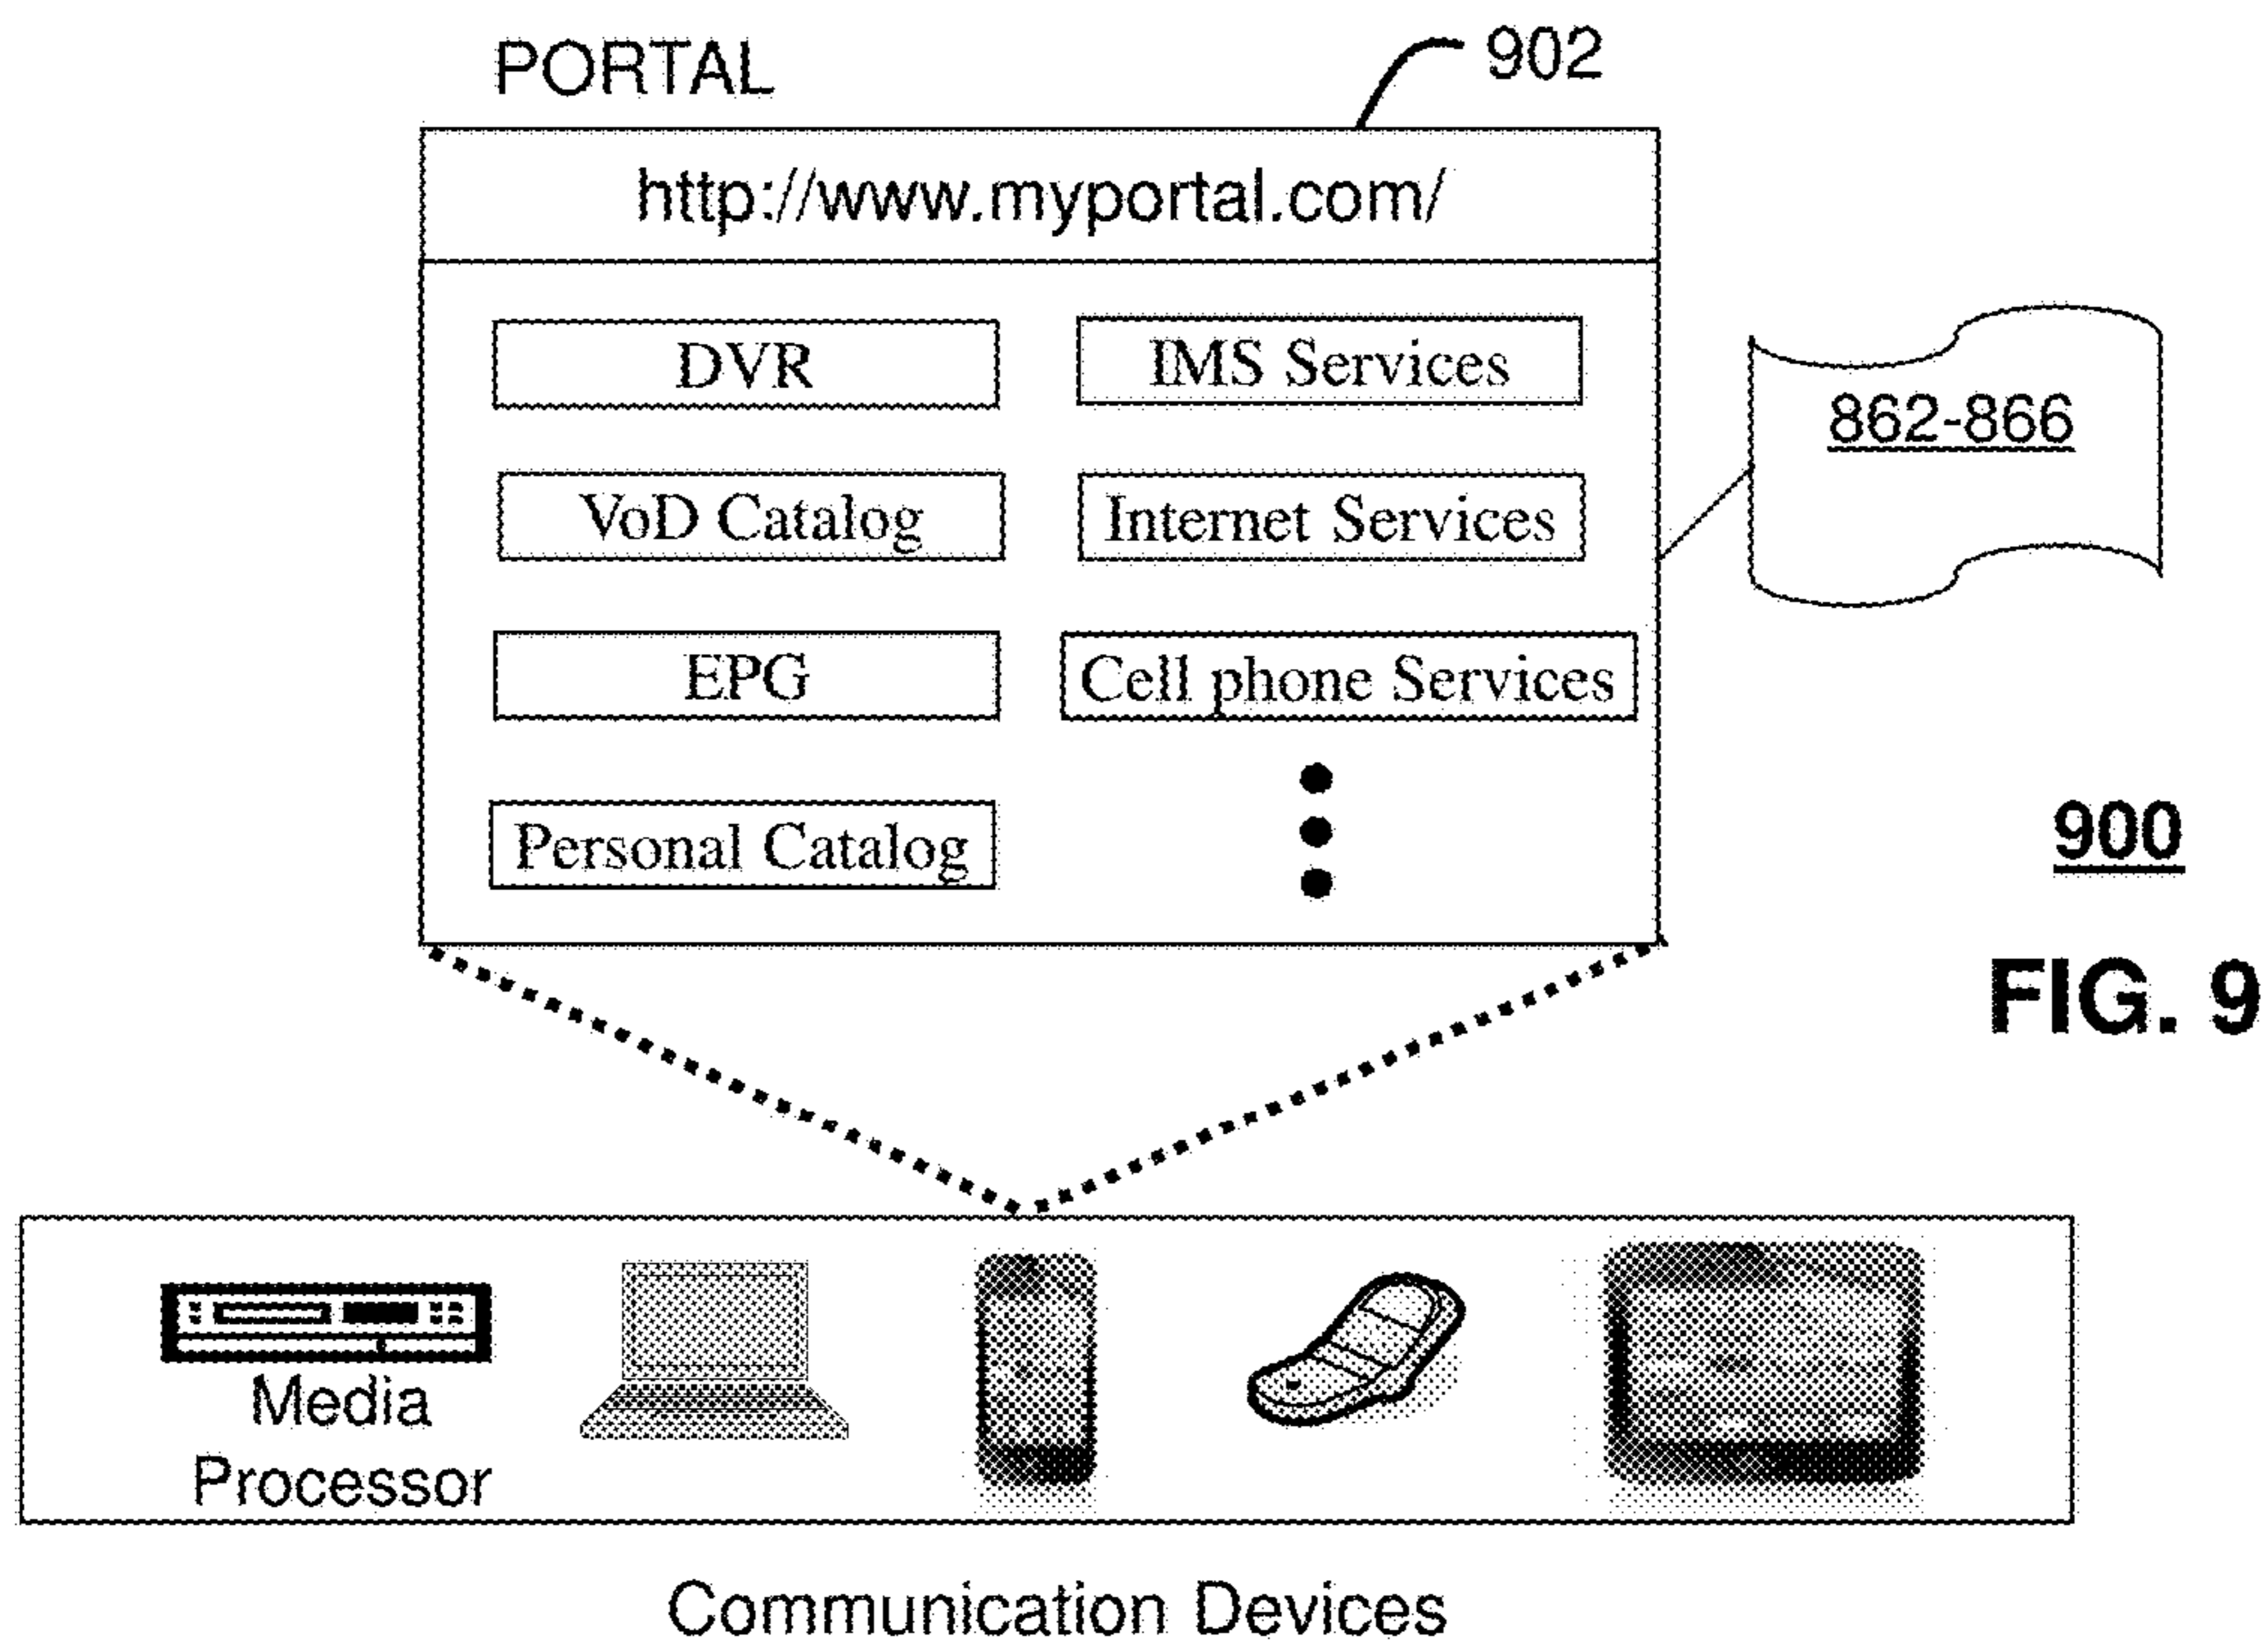 PORTAL
902
http://www.myportal.com/
DVR
IMS Services
862-866
VoD Catalog
Internet Services
EPG
Cell phone Services
Personal Catalog
900
FIG. 9
Media
Processor
Communication Devices